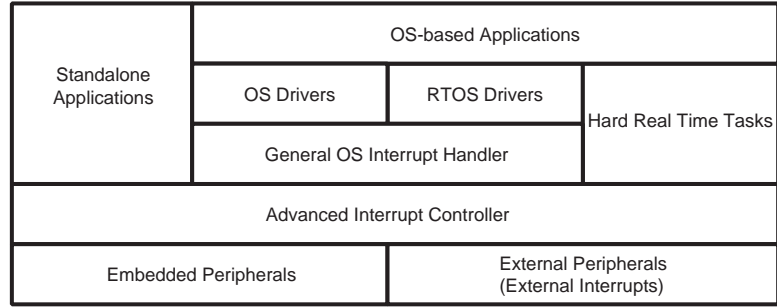 OS-based Applications
Standalone
Applications
OS Drivers
RTOS Drivers
Hard Real Time Tasks
General OS Interrupt Handler
Advanced Interrupt Controller
Embedded Peripherals
External Peripherals
(External Interrupts)